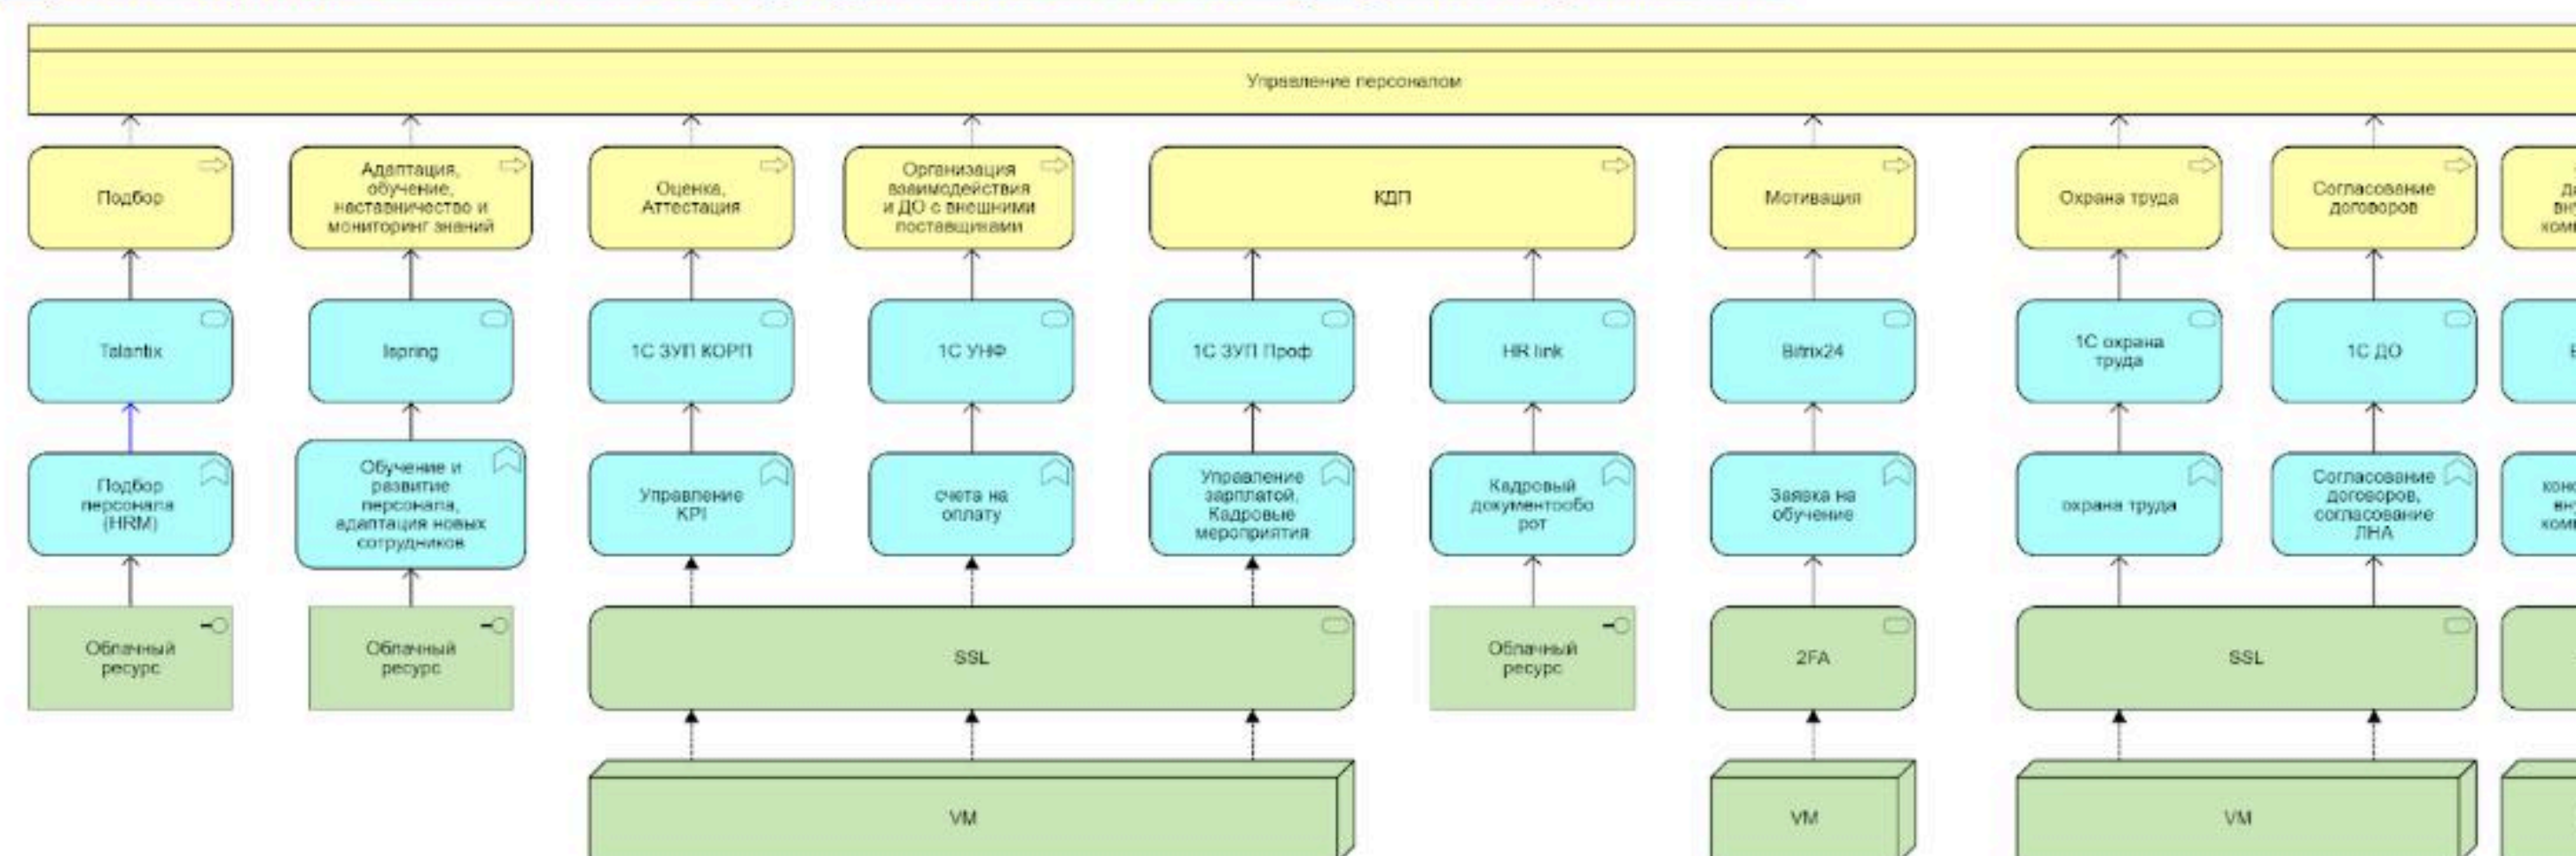 Управление персоналом
Подбор
Адаптация,
обучение,
наставничество и
мониторинг знаний
Оценка,
Аттестация
Организация
взаимодействия
и ДО с внешними
поставщиками
КДП
Мотивация
Охрана труда
Согласование
договоров
Talantix
Ispring
1С ЗУП КОРП
1С УНФ
1С ЗУП Проф
HR link
Bitrix24
1С охрана
труда
1С ДО
Подбор
персонала
(HRM)
Обучение и
развитие
персонала,
адаптация новых
сотрудников
Управление
KPI
счета на
оплату
Управление
зарплатой,
Кадровые
мероприятия
Кадровый
документообо
рот
Заявка на
обучение
охрана труда
Согласование
договоров,
согласование
ЛНА
Облачный
ресурс
Облачный
ресурс
SSL
Облачный
ресурс
2FA
SSL
VM
VM
VM